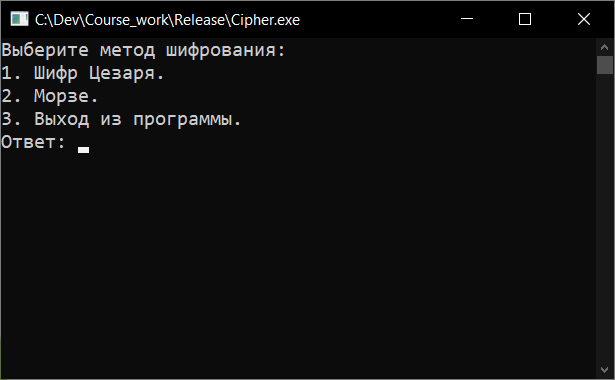 C:\Dev\Course_work\Release\Cipher.exe
Выберите метод шифрования:
1. Шифр Цезаря.
2. Морзе.
3. Выход из программы.
Ответ: